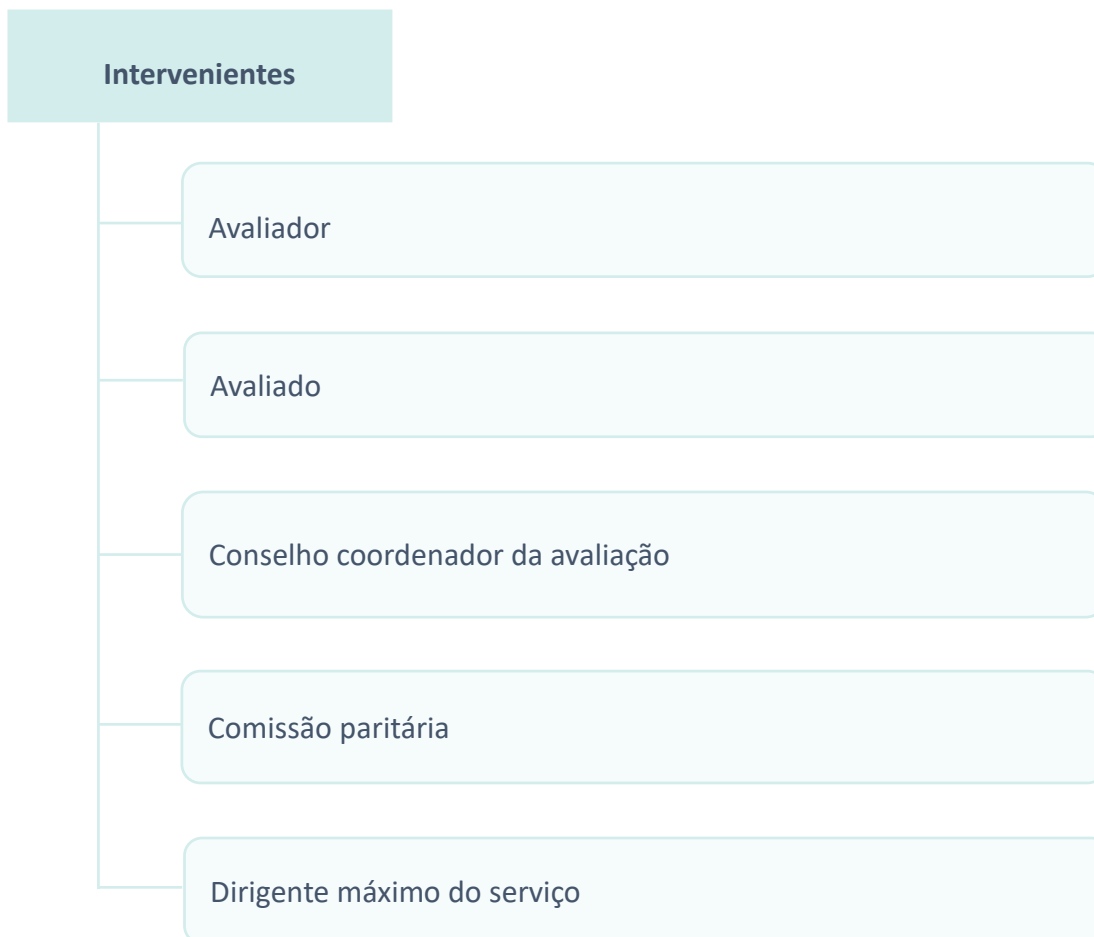 Intervenientes
Avaliador
Avaliado
Conselho coordenador da avaliação
Comissão paritária
Dirigente máximo do serviço